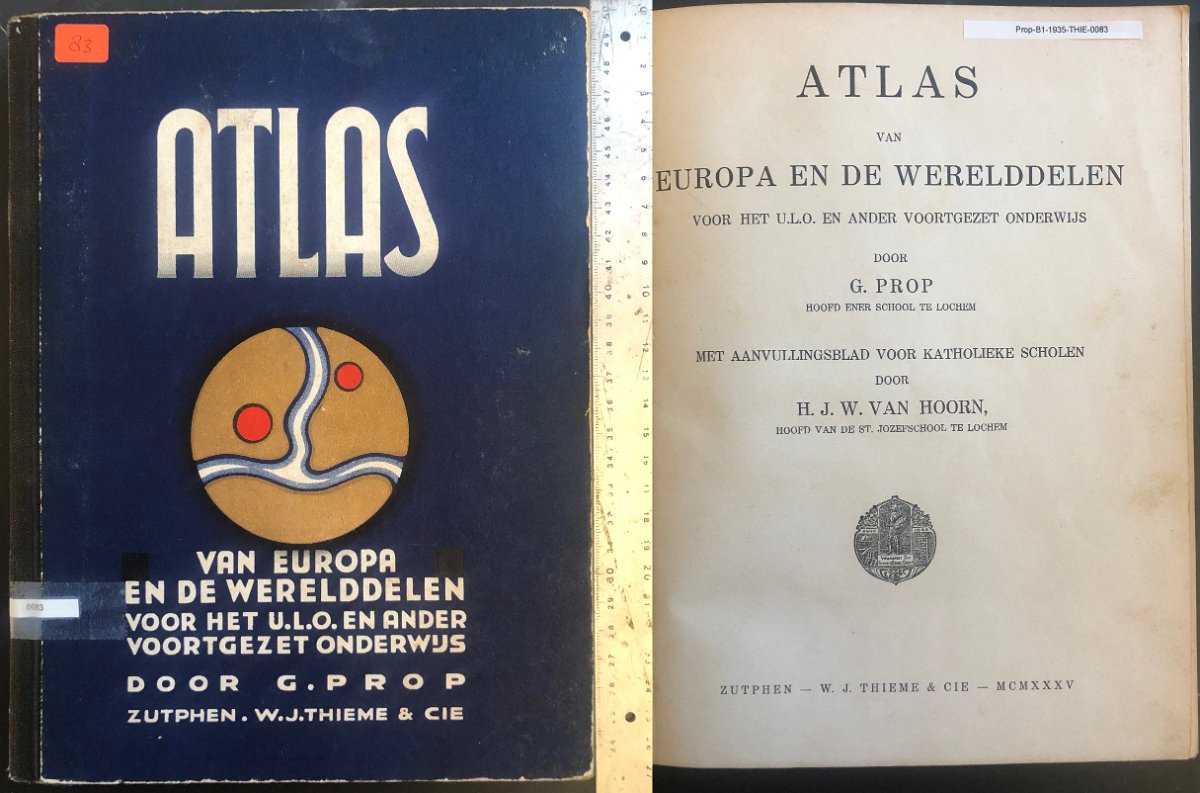 83
ATLAS
VAN EUROPA
EN DE WERELDDELEN
VOOR HET U.L.O. EN ANDER
VOORTGEZET ONDERWIJS
DOOR G. PROP
ZUTPHEN. W.J. THIEME & CIE
0083
Prop-B1-1935-THIE-0083
ATLAS
VAN
EUROPA EN DE WERELDDELEN
VOOR HET U.L.O. EN ANDER VOORTGEZET ONDERWIJS
DOOR
G. PROP
HOOFD ENER SCHOOL TE LOCHEM
MET AANVULLINGSBLAD VOOR KATHOLIEKE SCHOLEN
DOOR
H. J. W. VAN HOORN,
HOOFD VAN DE ST. JOZEFSCHOOL TE LOCHEM
ZUTPHEN — W. J. THIEME & CIE — MCMXXXV